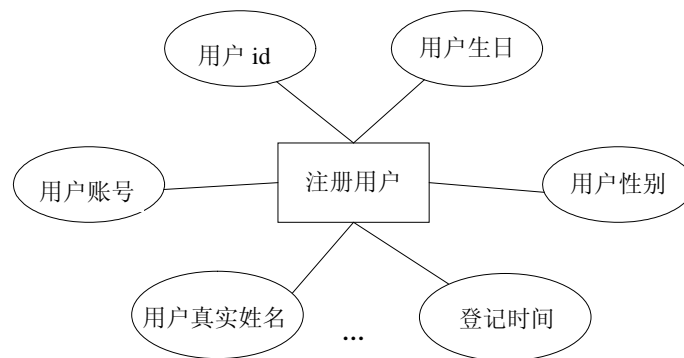 用户 id
用户生日
用户账号
注册用户
用户性别
用户真实姓名
...
登记时间